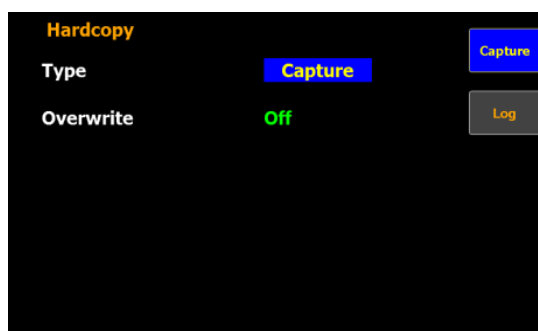 Hardcopy
Type Capture
Overwrite Off
Capture
Log